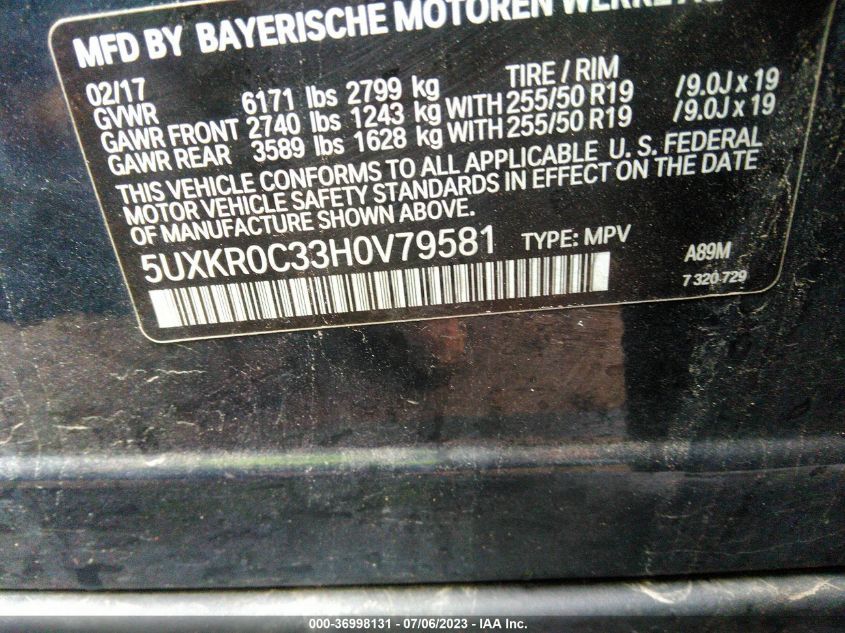 MFD BY BAYERISCHE MOTOREN WERKE AG
02/17
TIRE / RIM
GVWR 6171 lbs 2799 kg
GAWR FRONT 2740 lbs 1243 kg WITH 255/50 R19 /9.0J x 19
GAWR REAR 3589 lbs 1628 kg WITH 255/50 R19 /9.0J x 19
THIS VEHICLE CONFORMS TO ALL APPLICABLE U. S. FEDERAL
MOTOR VEHICLE SAFETY STANDARDS IN EFFECT ON THE DATE
OF MANUFACTURE SHOWN ABOVE.
5UXKR0C33H0V79581 TYPE: MPV A89M
7 320 729
000-36998131 - 07/06/2023 - IAA Inc.